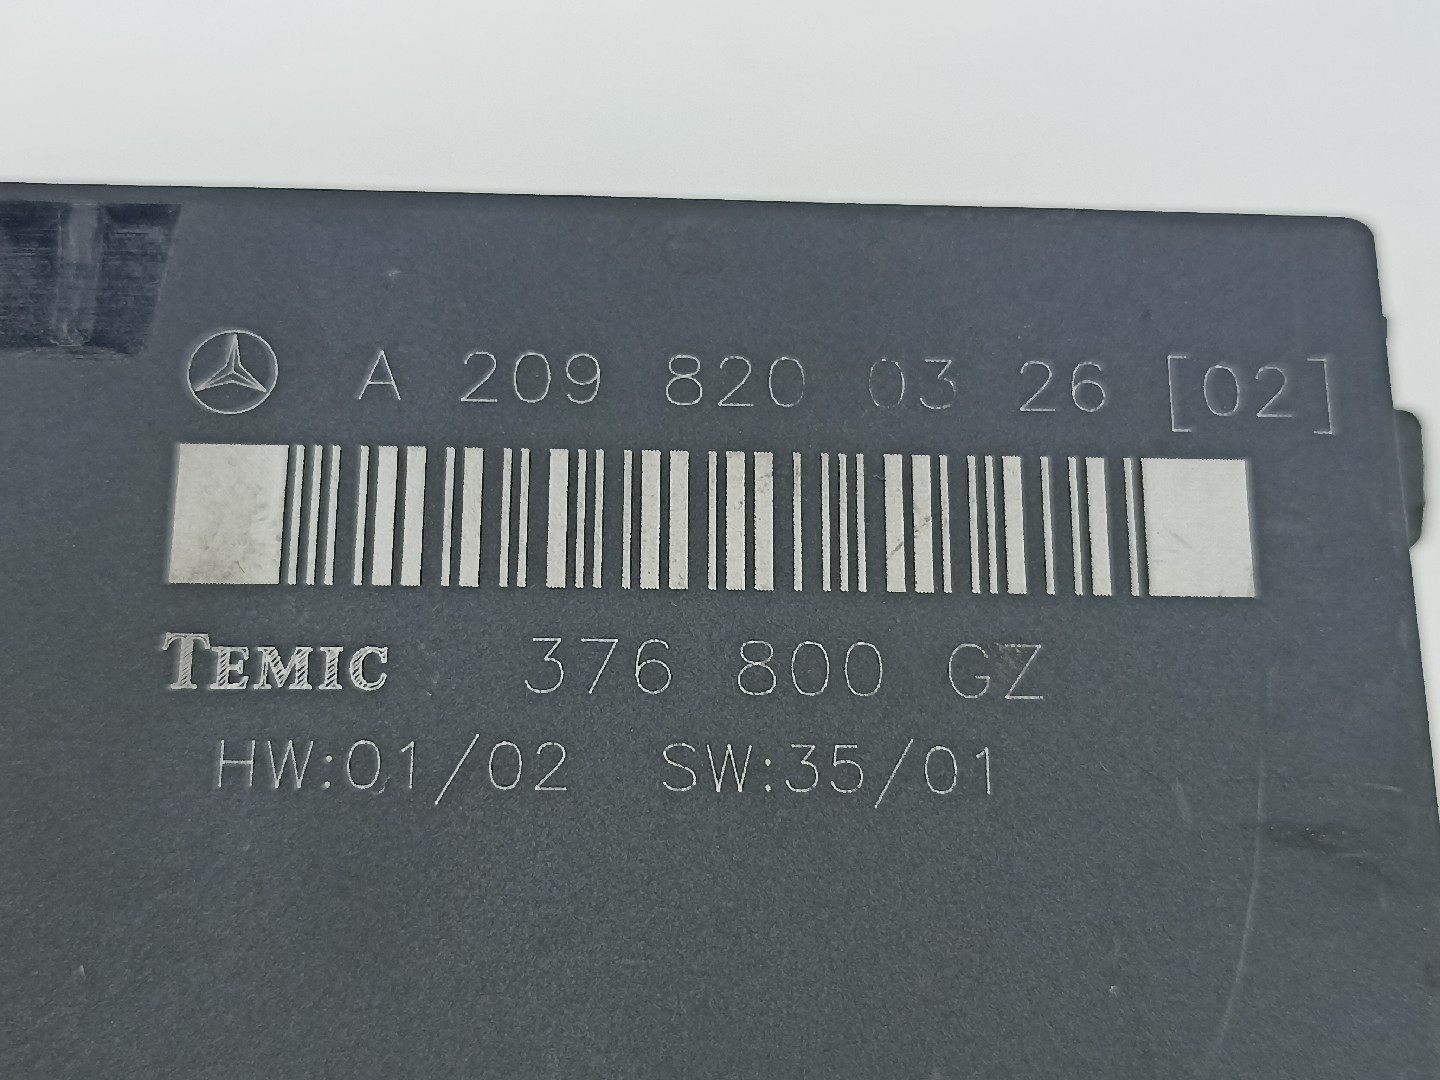 A 209 820 03 26 [02]
TEMIC 376 800 GZ
HW:01/02 SW:35/01